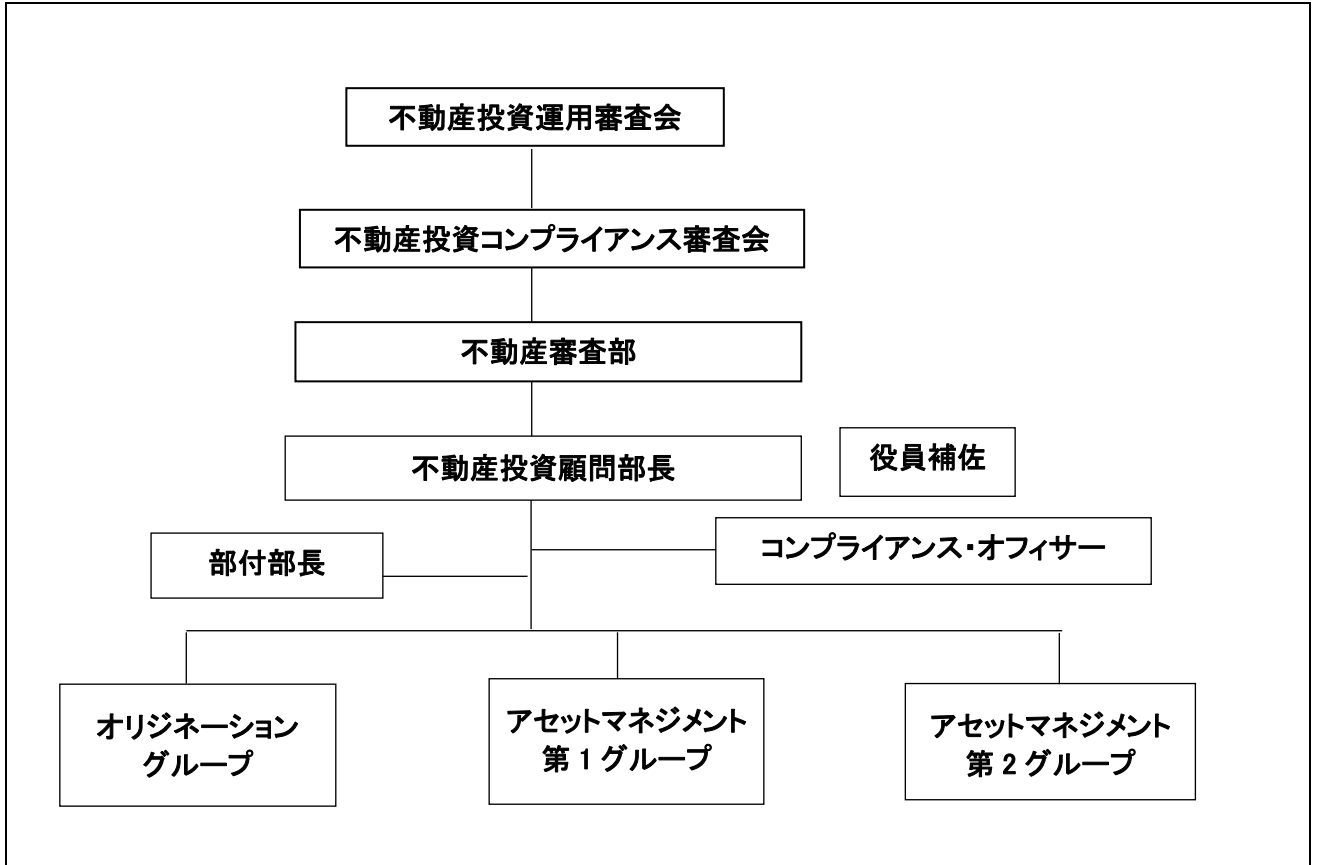 不動産投資運用審査会
不動産投資コンプライアンス審査会
不動産審査部
不動産投資顧問部長
役員補佐
コンプライアンス・オフィサー
部付部長
オリジネーション
グループ
アセットマネジメント
第1グループ
アセットマネジメント
第2グループ